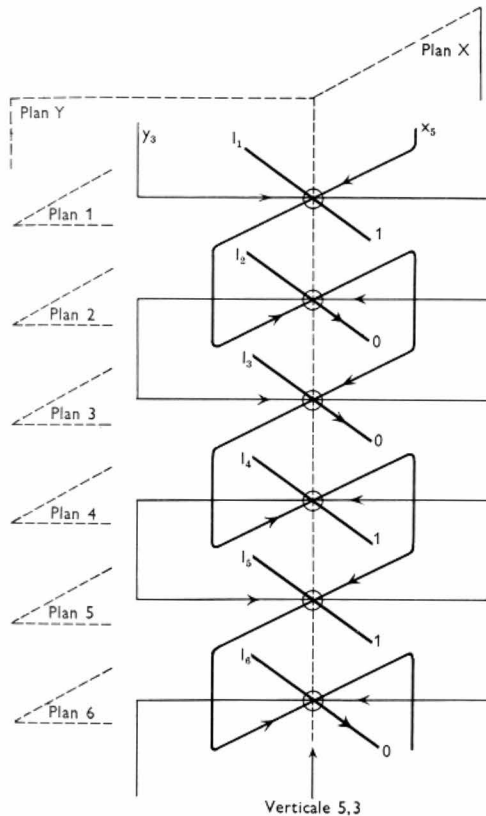 Plan X
Plan Y
y₃
I₁
x₅
Plan 1
1
I₂
Plan 2
0
I₃
Plan 3
0
I₄
Plan 4
1
I₅
Plan 5
1
I₆
Plan 6
0
Verticale 5,3